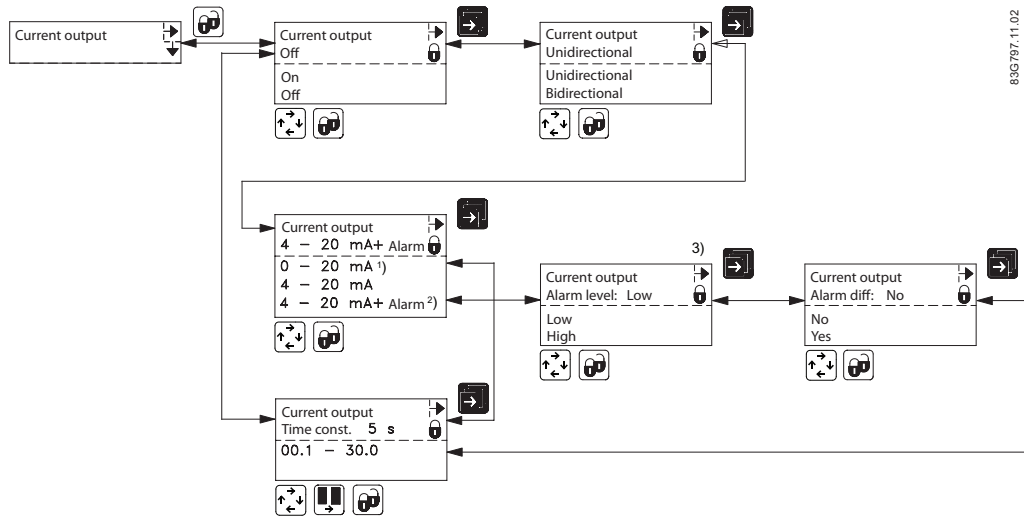 Current output
Current output
Off
On
Off
Current output
Unidirectional
Unidirectional
Bidirectional
83G797.11.02
Current output
4 – 20 mA+ Alarm
0 – 20 mA 1)
4 – 20 mA
4 – 20 mA+ Alarm 2)
3)
Current output
Alarm level: Low
Low
High
Current output
Alarm diff: No
No
Yes
Current output
Time const. 5 s
00.1 – 30.0